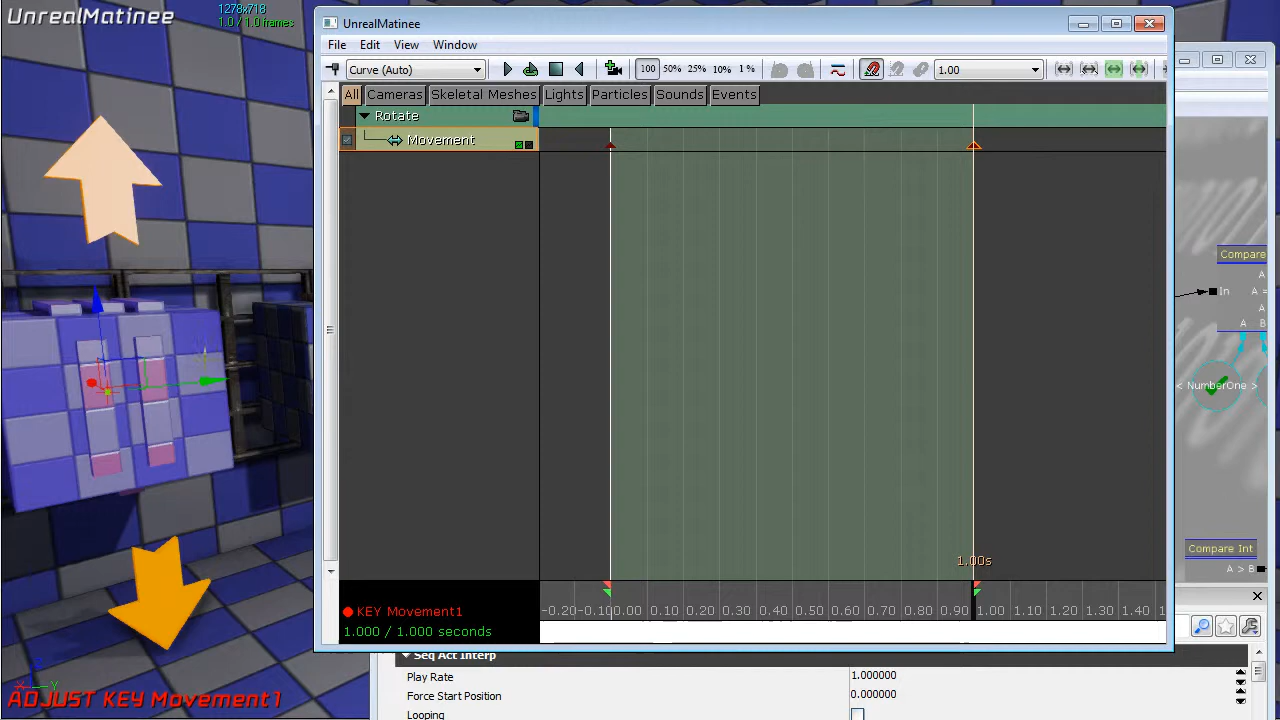 UnrealMatinee
1278x718
1.0 / 1.0 frames
UnrealMatinee
File Edit View Window
Curve (Auto) 100 50% 25% 10% 1 % 1.00
All Cameras Skeletal Meshes Lights Particles Sounds Events
Rotate
Movement
Compare
A
In A =
A
A A
< NumberOne >
Compare Int
A > B
1.00s
-0.20 -0.10 0.00 0.10 0.20 0.30 0.40 0.50 0.60 0.70 0.80 0.90 1.00 1.10 1.20 1.30 1.40
KEY Movement1
1.000 / 1.000 seconds
Seq Act Interp
Play Rate 1.000000
Force Start Position 0.000000
Looping
X Y Z
ADJUST KEY Movement1